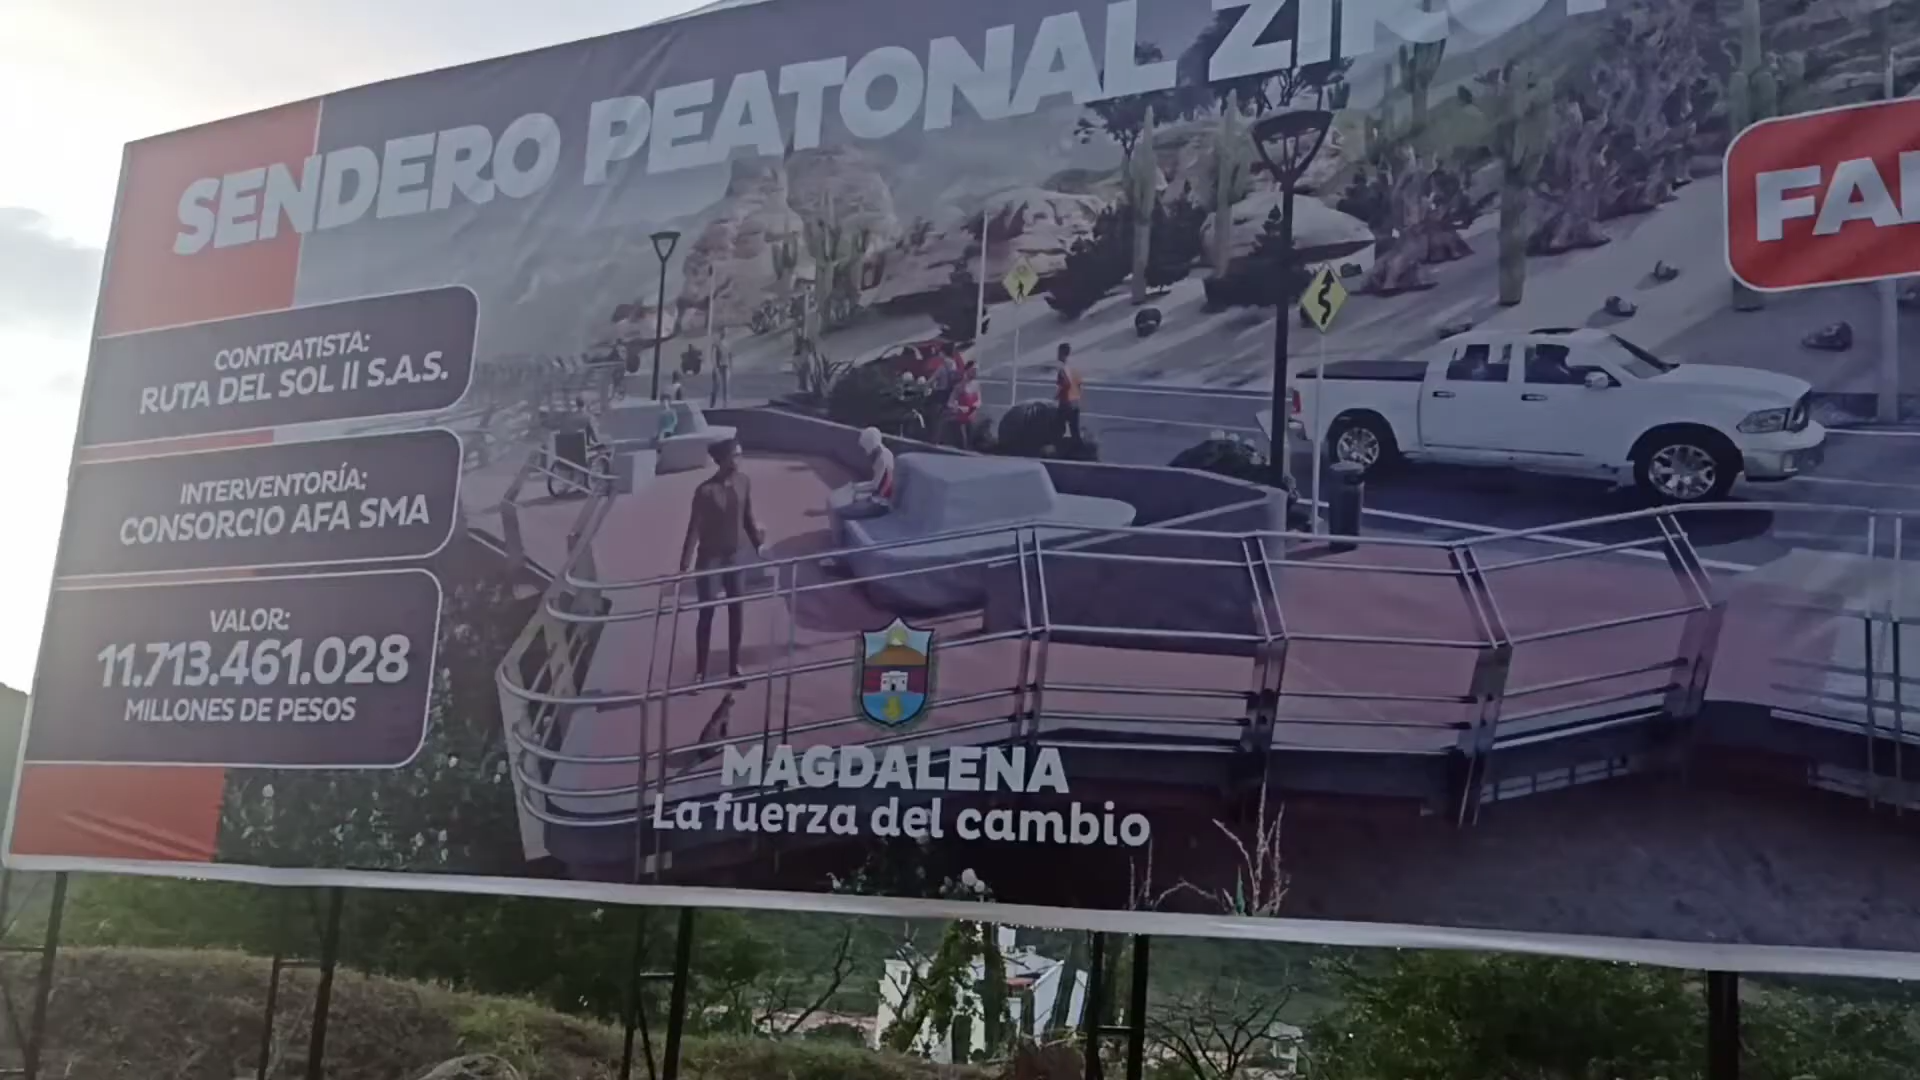 SENDERO PEATONAL
CONTRATISTA:
RUTA DEL SOL II S.A.S.
INTERVENTORÍA:
CONSORCIO AFA SMA
VALOR:
11.713.461.028
MILLONES DE PESOS
MAGDALENA
La fuerza del cambio